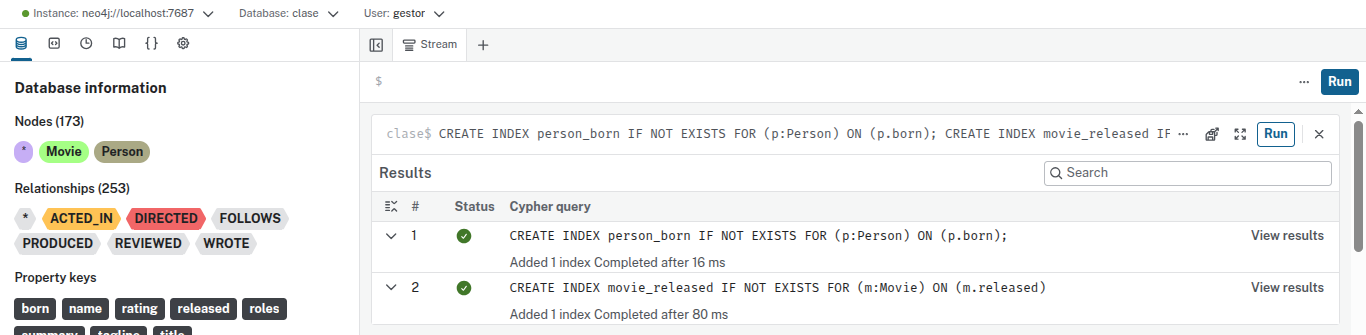 Instance: neo4j://localhost:7687 Database: clase User: gestor
Stream
Database information
$ ... Run
Nodes (173)
* Movie Person
Relationships (253)
* ACTED_IN DIRECTED FOLLOWS
PRODUCED REVIEWED WROTE
Property keys
born name rating released roles
summary tagline title
clase$ CREATE INDEX person_born IF NOT EXISTS FOR (p:Person) ON (p.born); CREATE INDEX movie_released IF ... Run
Results Search
# Status Cypher query
1 CREATE INDEX person_born IF NOT EXISTS FOR (p:Person) ON (p.born); View results
Added 1 index Completed after 16 ms
2 CREATE INDEX movie_released IF NOT EXISTS FOR (m:Movie) ON (m.released) View results
Added 1 index Completed after 80 ms